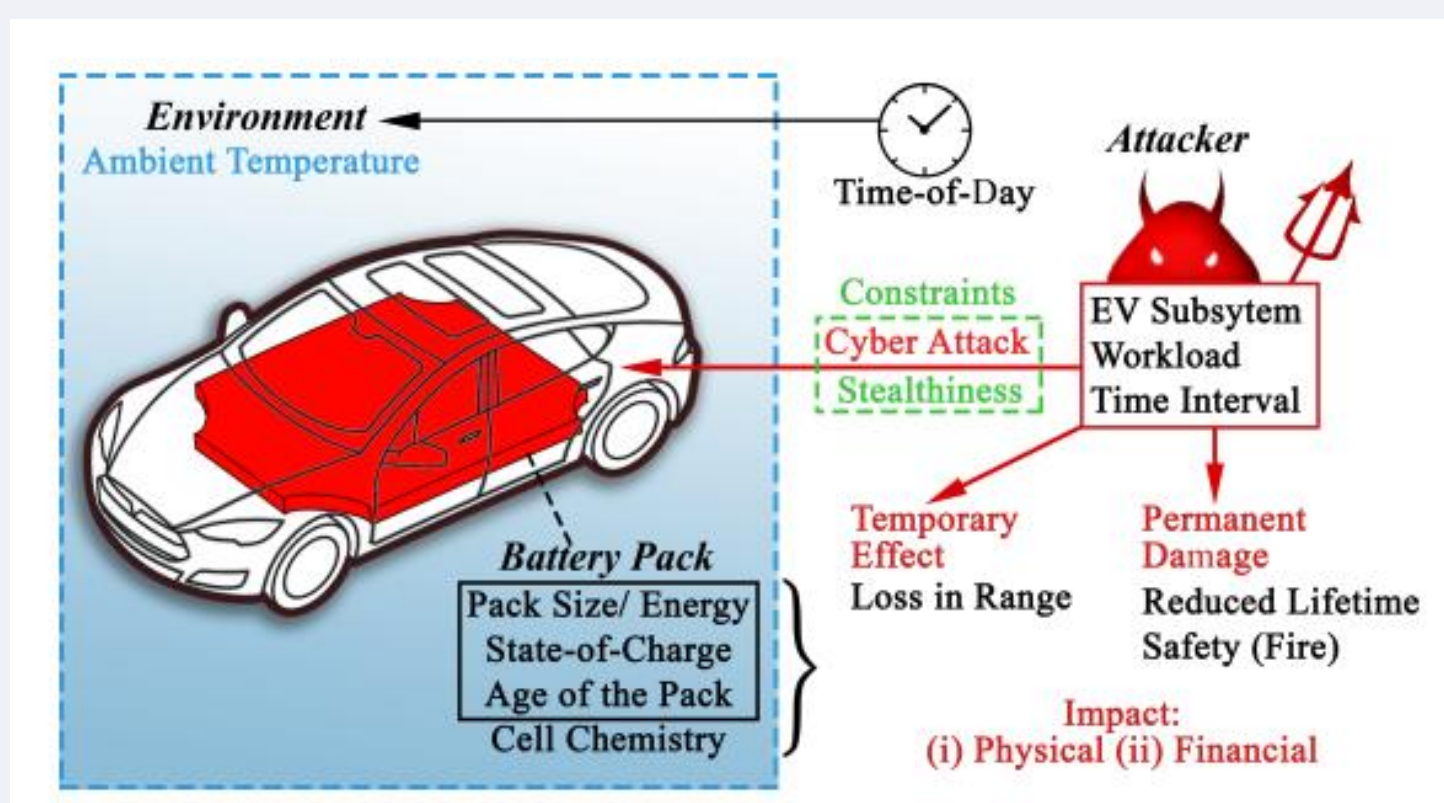 Environment
Ambient Temperature
Time-of-Day
Attacker
EV Subsytem
Workload
Time Interval
Constraints
Cyber Attack
Stealthiness
Battery Pack
Pack Size/ Energy
State-of-Charge
Age of the Pack
Cell Chemistry
Temporary
Effect
Loss in Range
Permanent
Damage
Reduced Lifetime
Safety (Fire)
Impact:
(i) Physical (ii) Financial